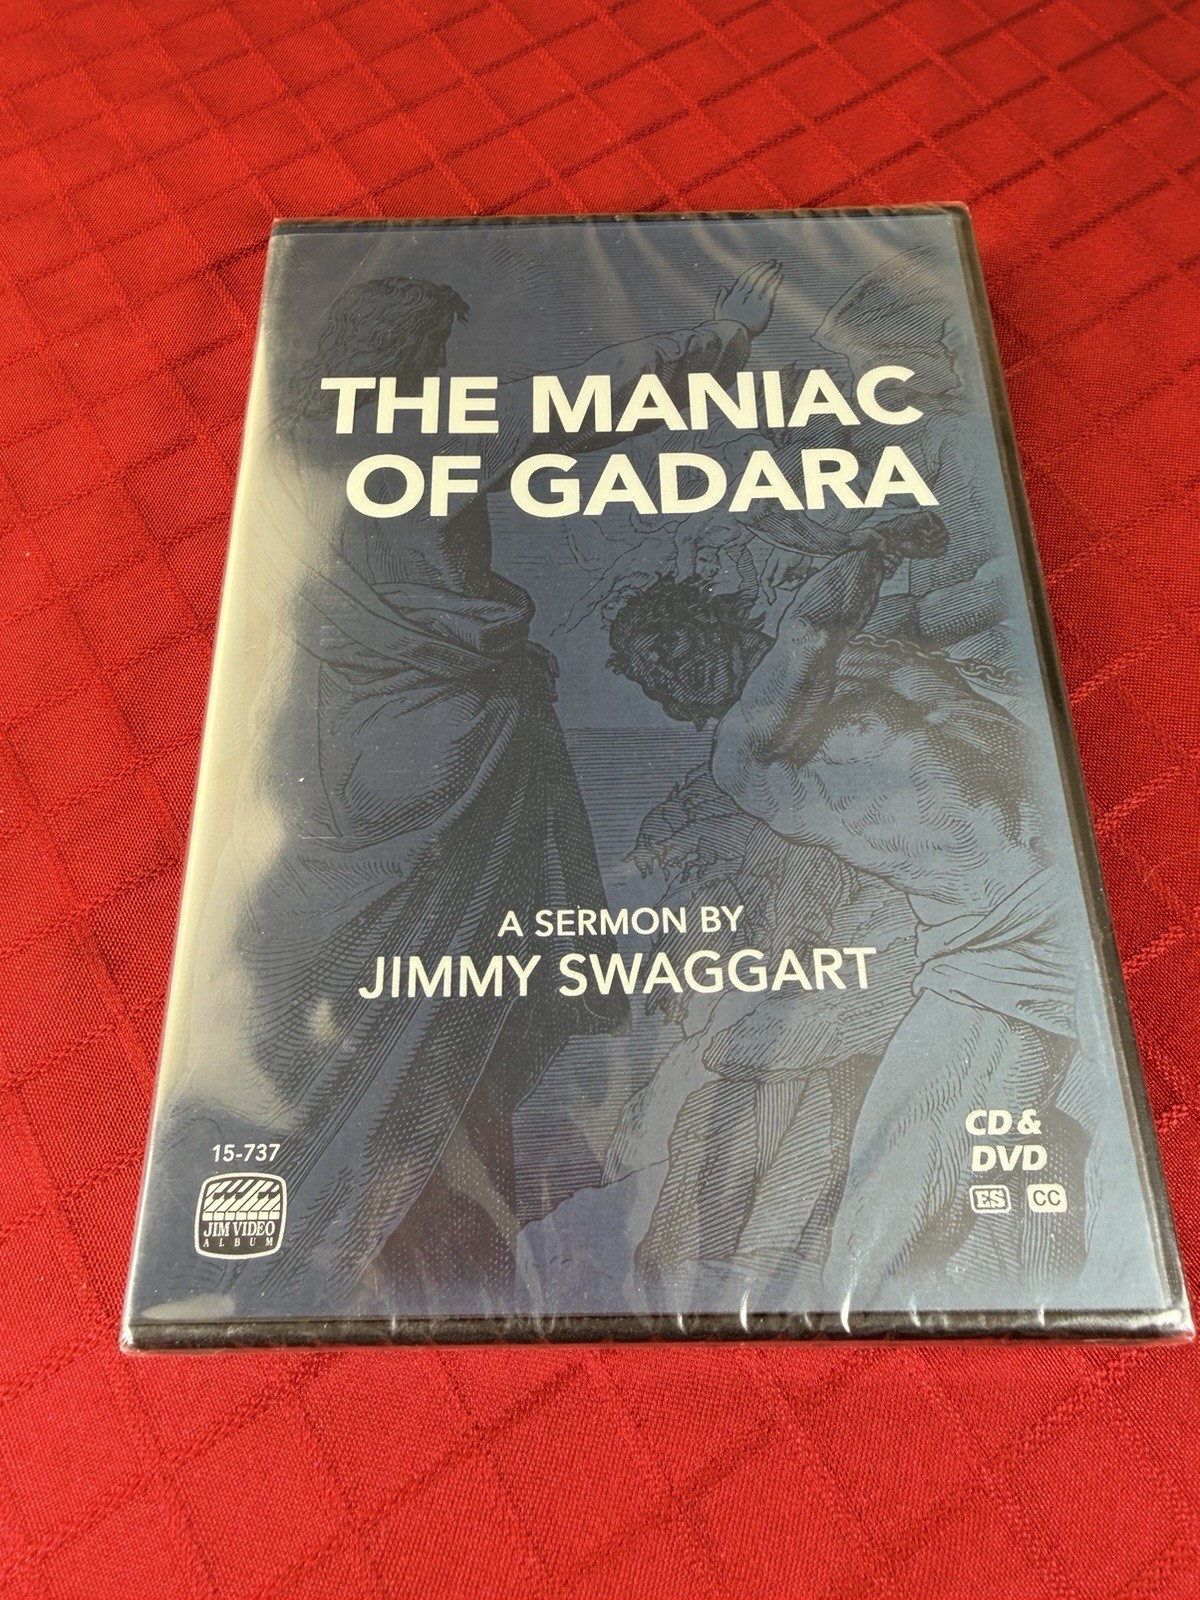 THE MANIAC
OF GADARA
A SERMON BY
JIMMY SWAGGART
15-737
JIM VIDEO
ALBUM
CD &
DVD
ES CC